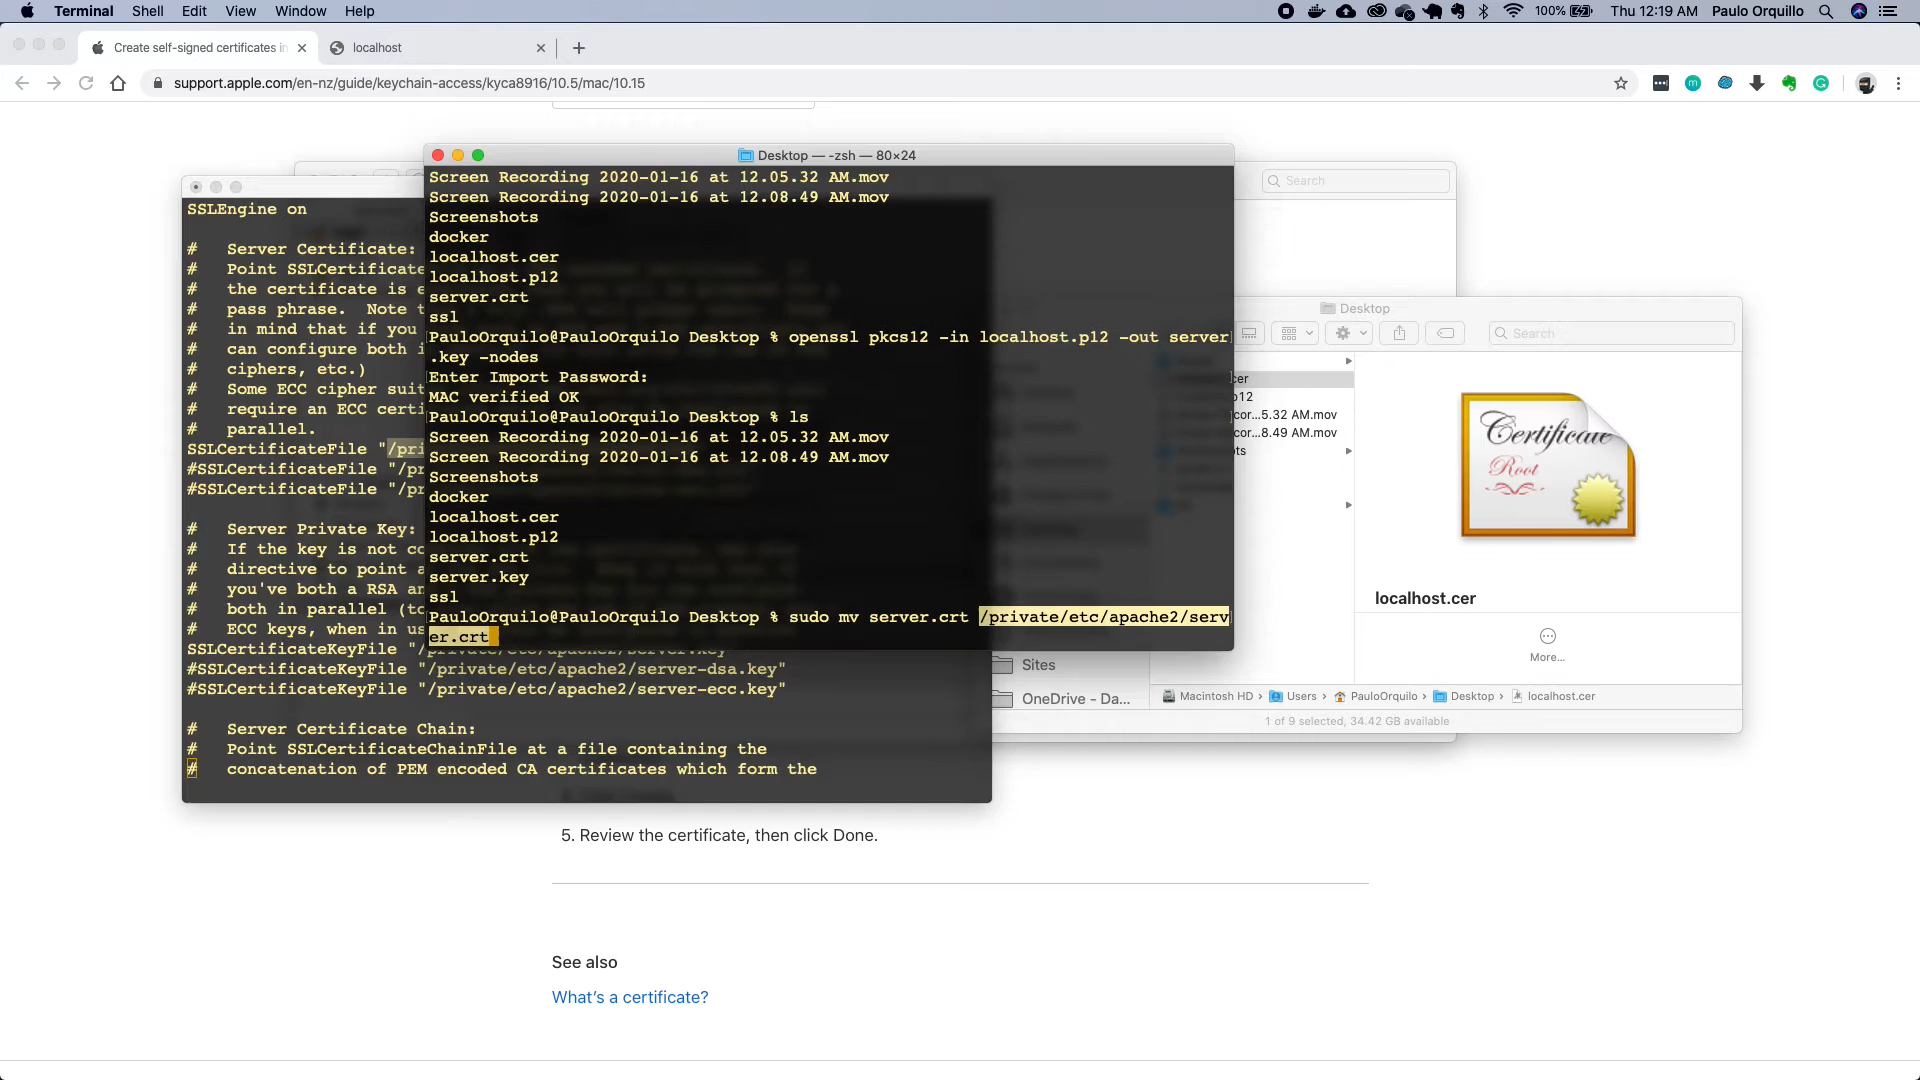 Terminal Shell Edit View Window Help
100% Thu 12:19 AM Paulo Orquillo
Create self-signed certificates in
localhost
support.apple.com/en-nz/guide/keychain-access/kyca8916/10.5/mac/10.15
Search
Desktop — -zsh — 80×24
Screen Recording 2020-01-16 at 12.05.32 AM.mov
Screen Recording 2020-01-16 at 12.08.49 AM.mov
Screenshots
docker
localhost.cer
localhost.p12
server.crt
ssl
PauloOrquilo@PauloOrquilo Desktop % openssl pkcs12 -in localhost.p12 -out server
.key -nodes
Enter Import Password:
MAC verified OK
PauloOrquilo@PauloOrquilo Desktop % ls
Screen Recording 2020-01-16 at 12.05.32 AM.mov
Screen Recording 2020-01-16 at 12.08.49 AM.mov
Screenshots
docker
localhost.cer
localhost.p12
server.crt
server.key
ssl
PauloOrquilo@PauloOrquilo Desktop % sudo mv server.crt /private/etc/apache2/serv
er.crt
SSLEngine on
# Server Certificate:
# Point SSLCertificate
# the certificate is e
# pass phrase. Note t
# in mind that if you
# can configure both i
# ciphers, etc.)
# Some ECC cipher suit
# require an ECC certi
# parallel.
SSLCertificateFile "/pri
#SSLCertificateFile "/pr
#SSLCertificateFile "/pr
# Server Private Key:
# If the key is not co
# directive to point a
# you've both a RSA an
# both in parallel (to
# ECC keys, when in us
SSLCertificateKeyFile "/private/etc/apache2/server.key"
#SSLCertificateKeyFile "/private/etc/apache2/server-dsa.key"
#SSLCertificateKeyFile "/private/etc/apache2/server-ecc.key"
# Server Certificate Chain:
# Point SSLCertificateChainFile at a file containing the
# concatenation of PEM encoded CA certificates which form the
Desktop
Search
cer
p12
cor...5.32 AM.mov
cor...8.49 AM.mov
ots
Certificate
Root
localhost.cer
More...
Sites
OneDrive - Da...
Macintosh HD › Users › PauloOrquilo › Desktop › localhost.cer
1 of 9 selected, 34.42 GB available
5. Review the certificate, then click Done.
See also
What's a certificate?